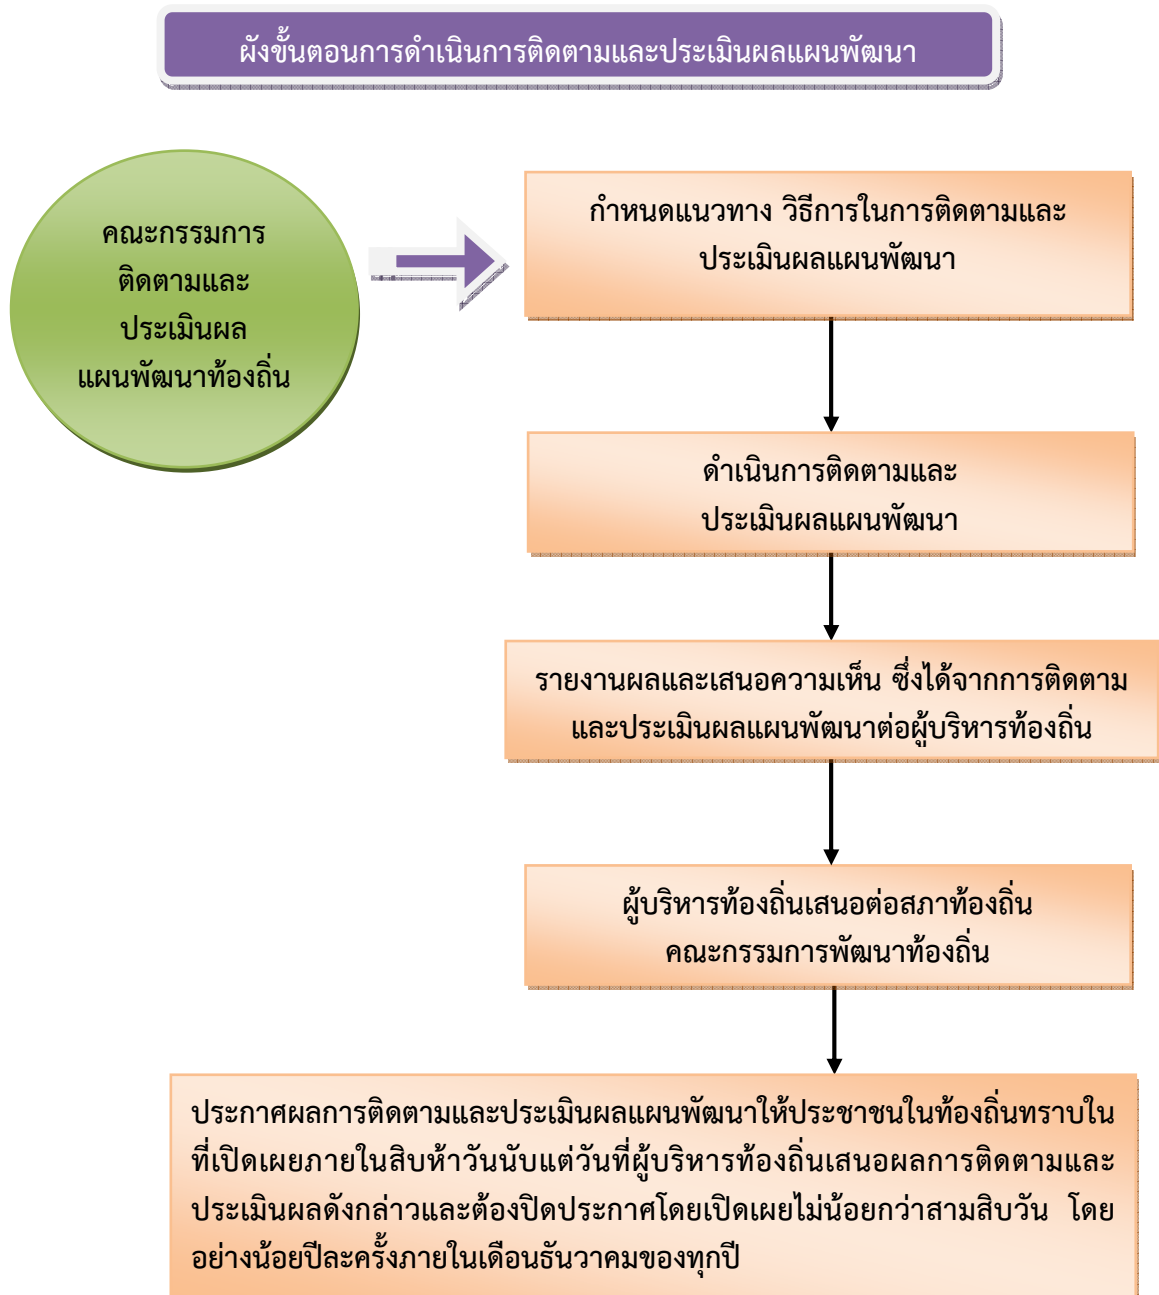 ผังขั้นตอนการดำเนินการติดตามและประเมินผลแผนพัฒนา
คณะกรรมการ
ติดตามและ
ประเมินผล
แผนพัฒนาท้องถิ่น
กำหนดแนวทาง วิธีการในการติดตามและ
ประเมินผลแผนพัฒนา
ดำเนินการติดตามและ
ประเมินผลแผนพัฒนา
รายงานผลและเสนอความเห็น ซึ่งได้จากการติดตาม
และประเมินผลแผนพัฒนาต่อผู้บริหารท้องถิ่น
ผู้บริหารท้องถิ่นเสนอต่อสภาท้องถิ่น
คณะกรรมการพัฒนาท้องถิ่น
ประกาศผลการติดตามและประเมินผลแผนพัฒนาให้ประชาชนในท้องถิ่นทราบใน
ที่เปิดเผยภายในสิบห้าวันนับแต่วันที่ผู้บริหารท้องถิ่นเสนอผลการติดตามและ
ประเมินผลดังกล่าวและต้องปิดประกาศโดยเปิดเผยไม่น้อยกว่าสามสิบวัน โดย
อย่างน้อยปีละครั้งภายในเดือนธันวาคมของทุกปี